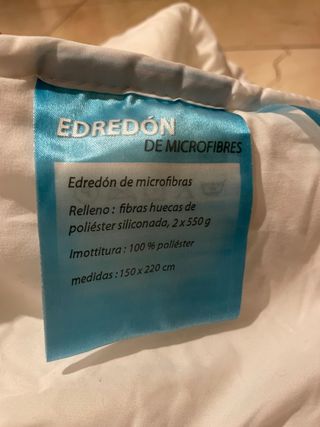 EDREDÓN
DE MICROFIBRES
Edredón de microfibras
Relleno : fibras huecas de
poliéster siliconada, 2 x 550 g
Imottitura : 100 % poliéster
medidas : 150 x 220 cm